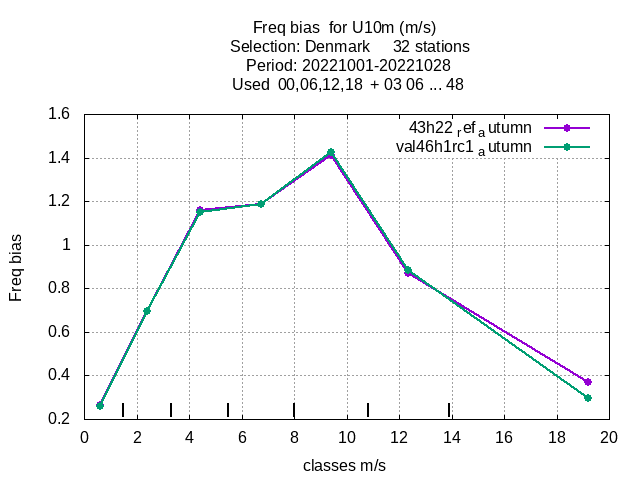 Freq bias for U10m (m/s)
Selection: Denmark 32 stations
Period: 20221001-20221028
Used 00,06,12,18 + 03 06 ... 48
43h22ᵣefₐutumn
val46h1rc1ₐutumn
1.6
1.4
1.2
1
0.8
0.6
0.4
0.2
Freq bias
0 2 4 6 8 10 12 14 16 18 20
classes m/s